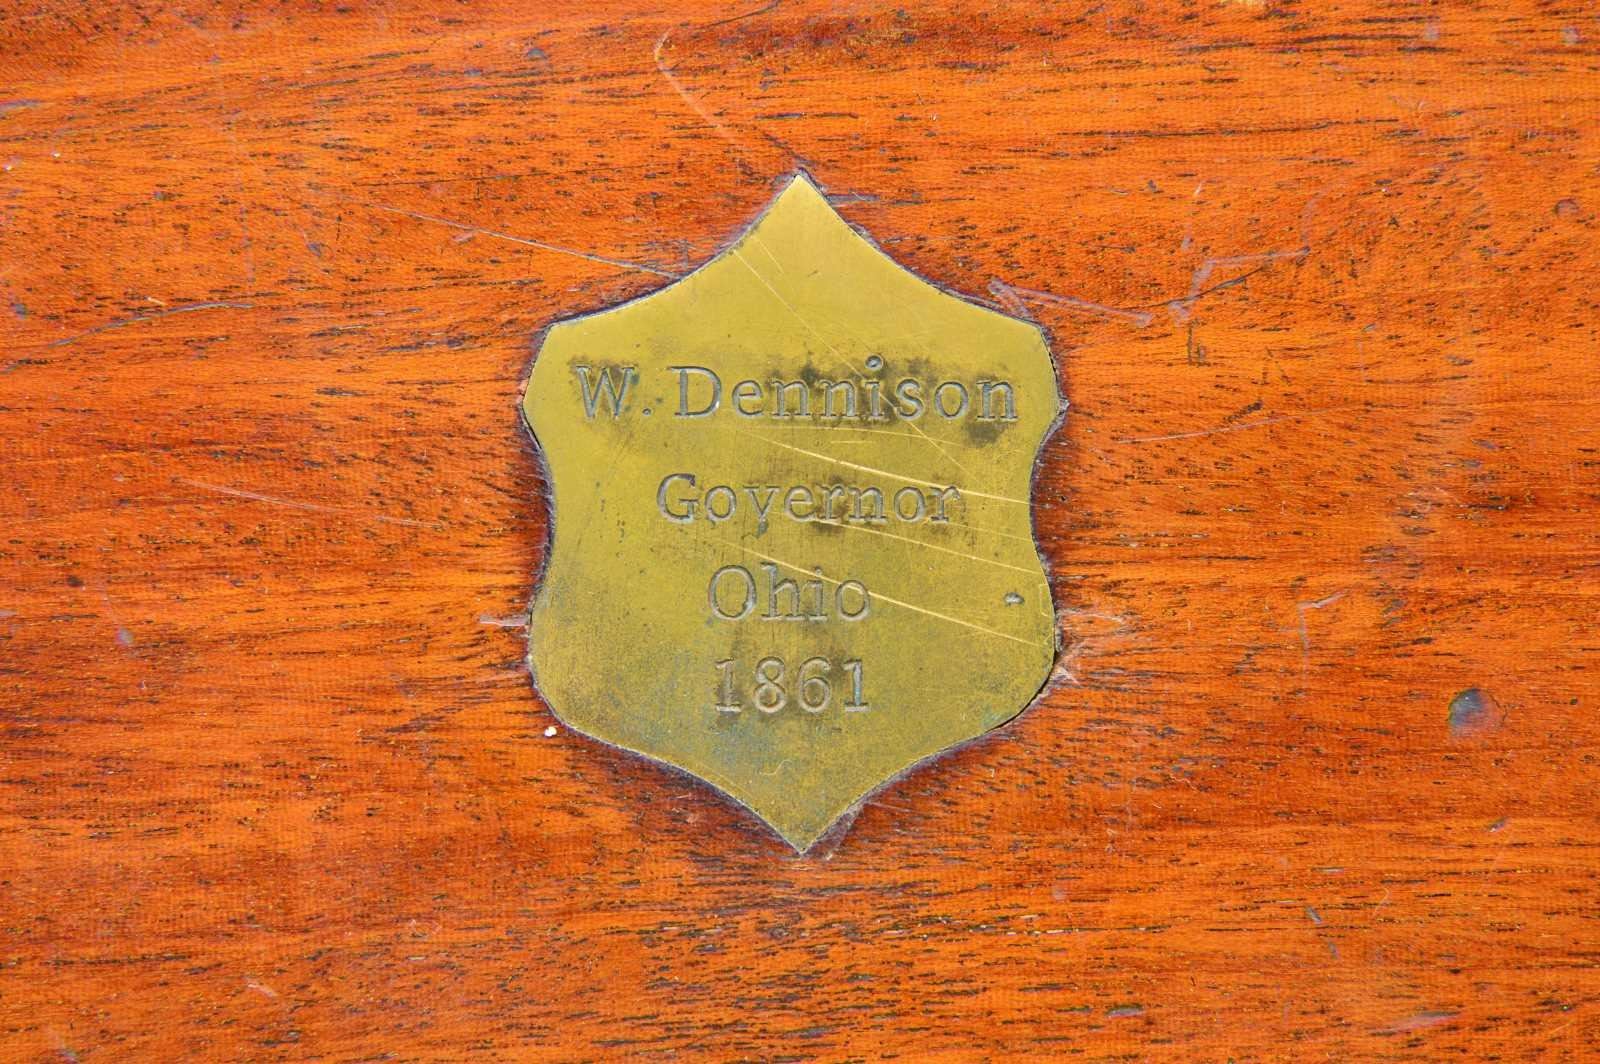 W. Dennison
Governor
Ohio
1861